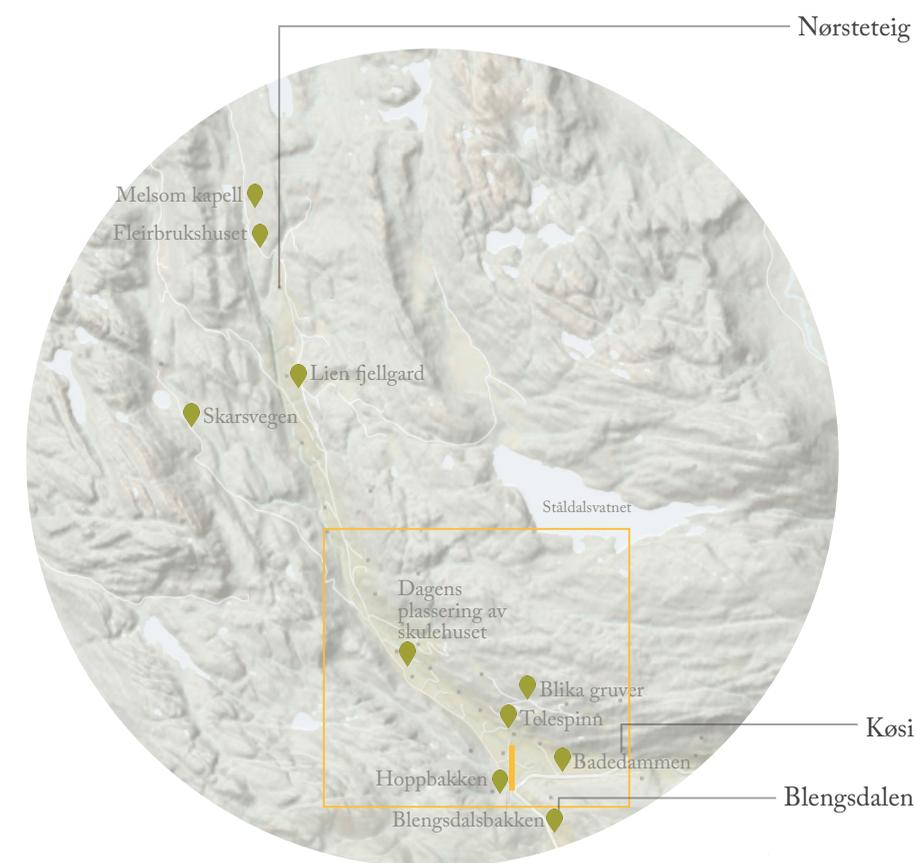 Nørsteteig
Melsom kapell
Fleirbrukshuset
Lien fjellgard
Skarsvegen
Ståldalsvatnet
Dagens
plassering av
skulehuset
Blika gruver
Telespinn
Køsi
Badedammen
Hoppbakken
Blengsdalen
Blengsdalsbakken